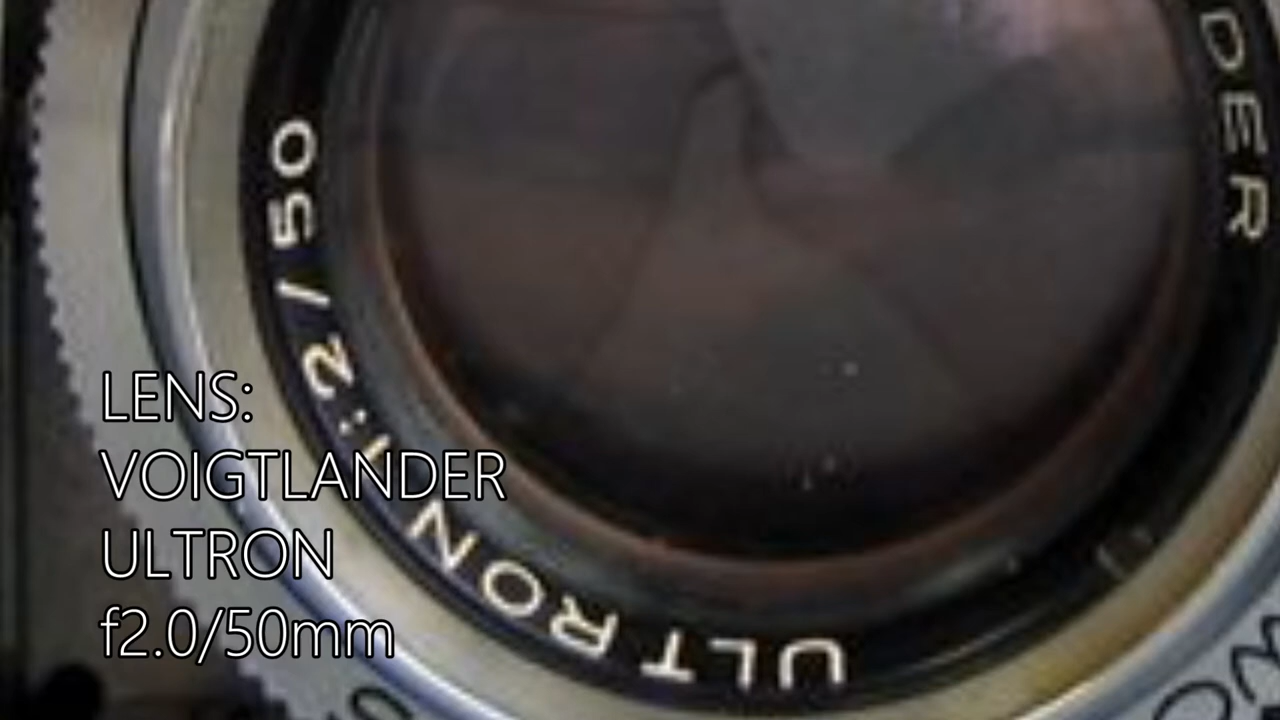 LENS:
VOIGTLANDER
ULTRON
f2.0/50mm
DER
ULTRON 1:2 / 50